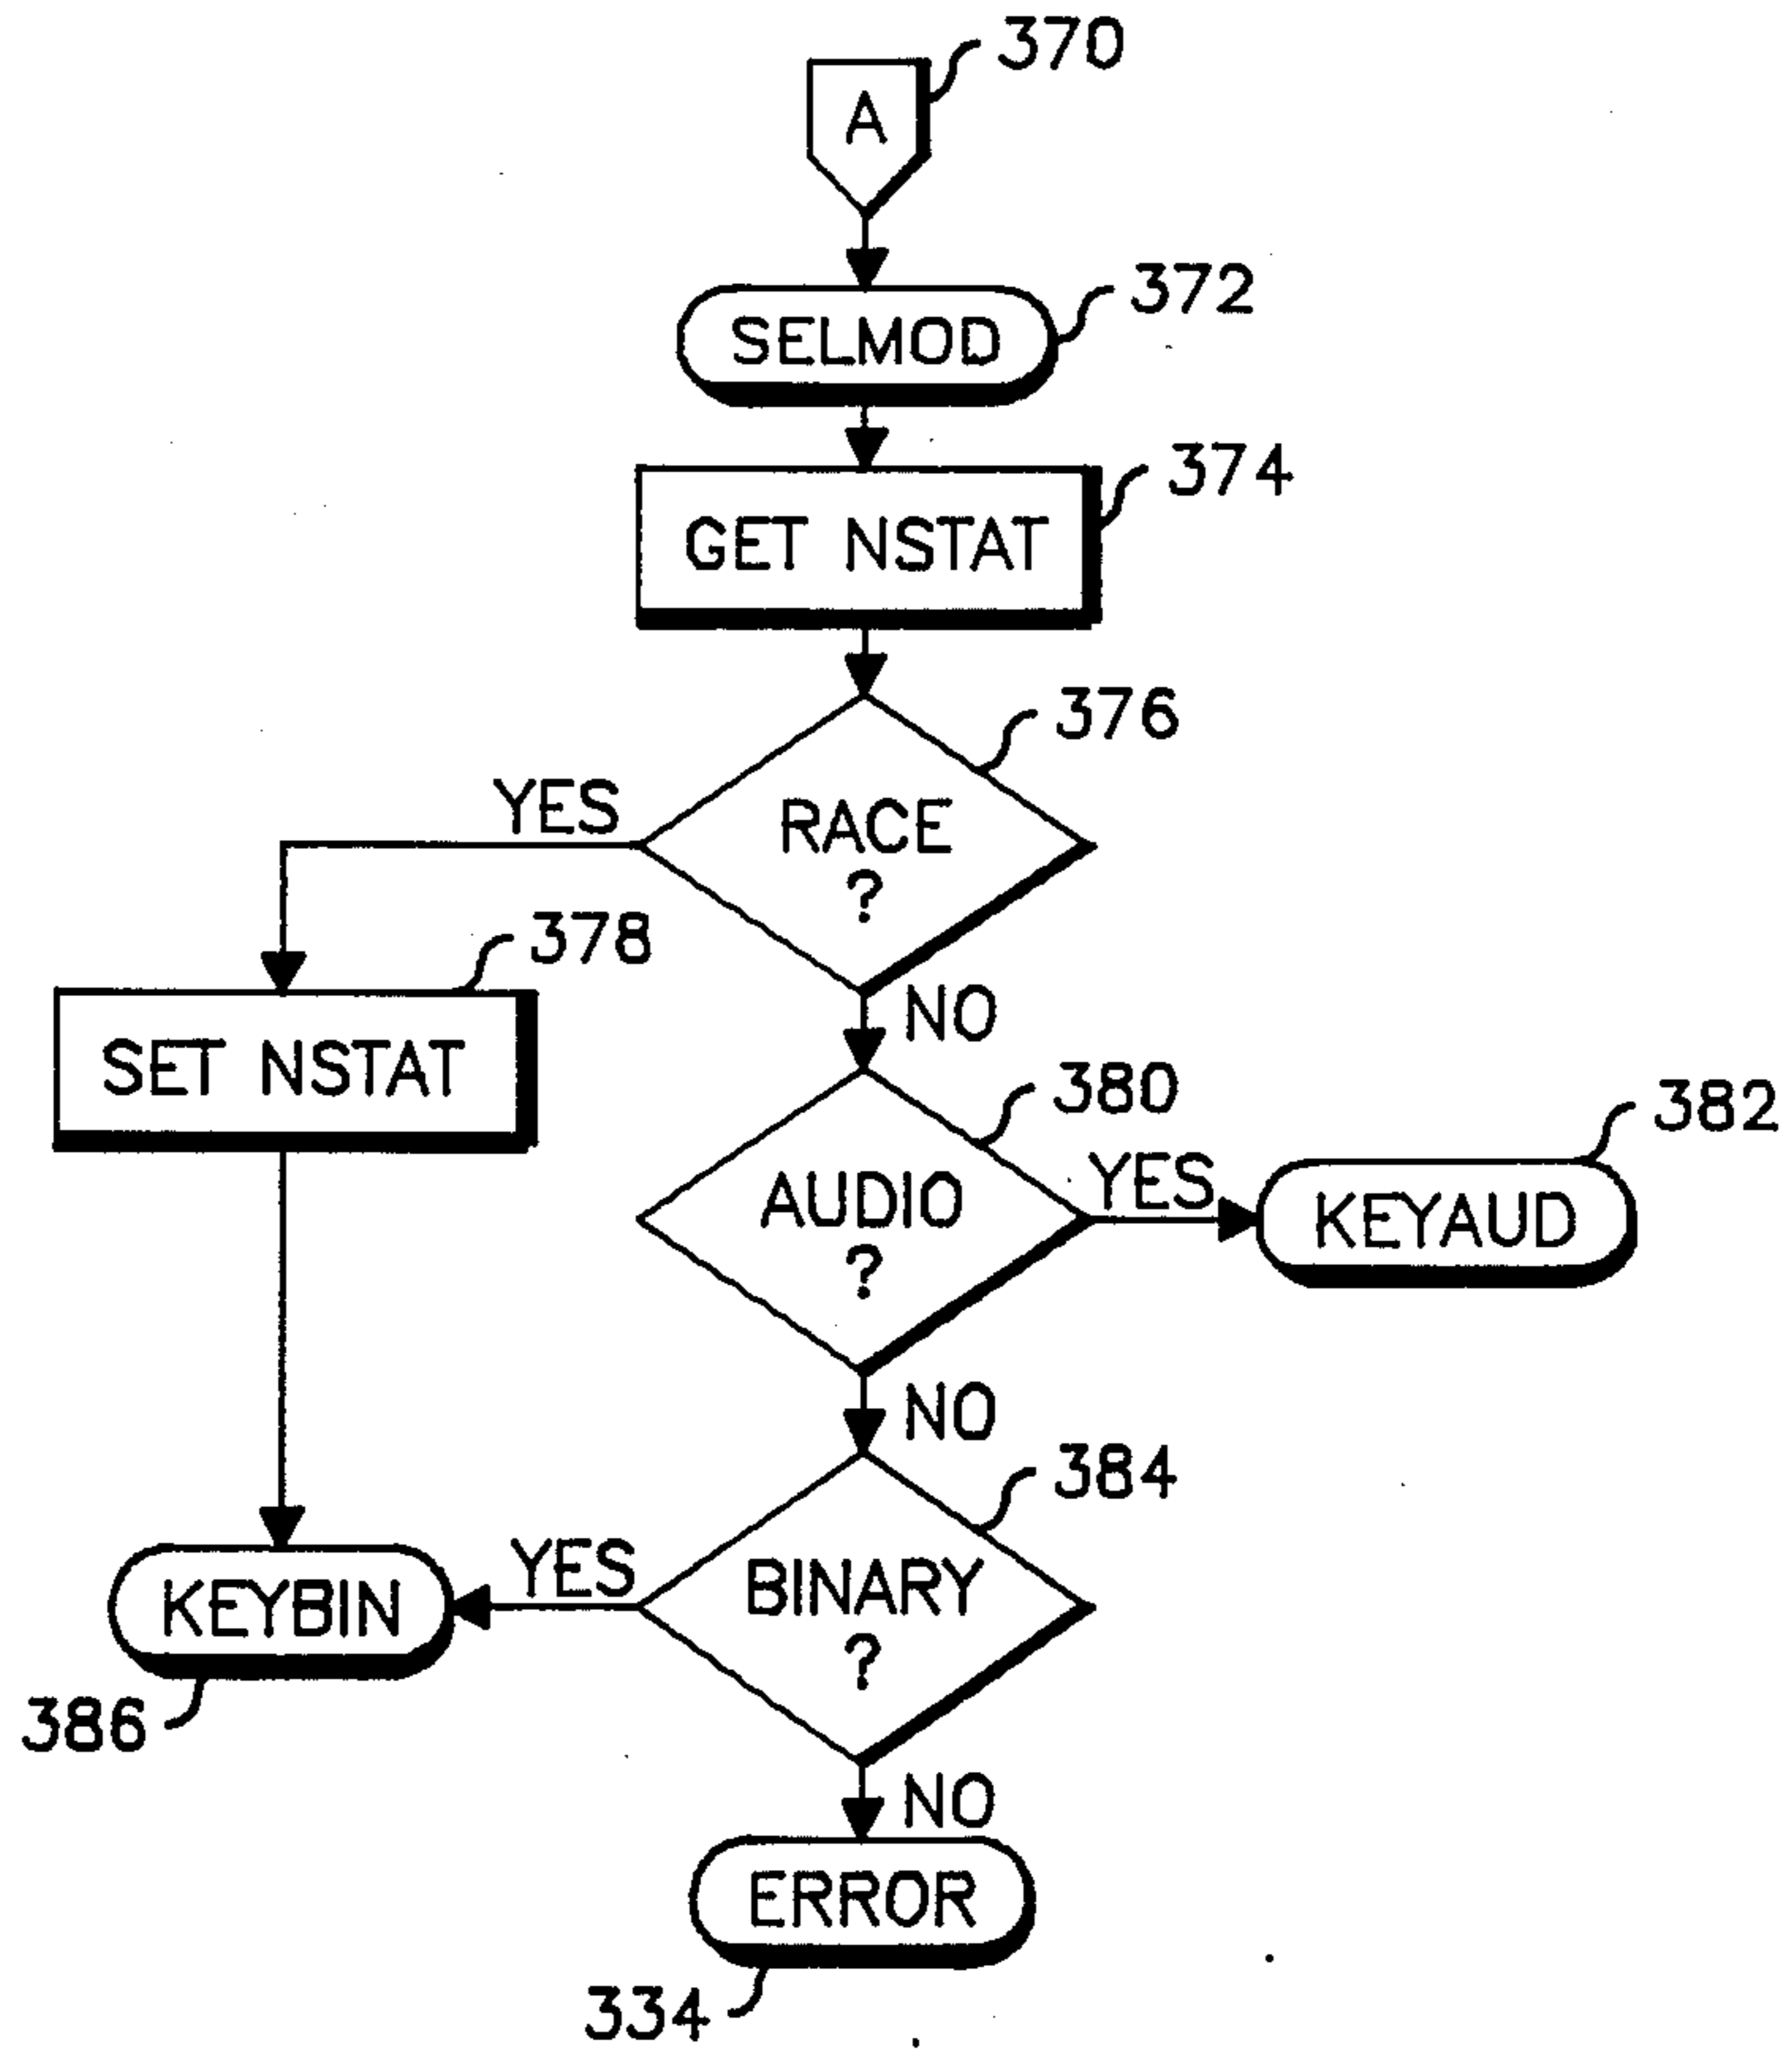 370
A
372
SELMOD
374
GET NSTAT
376
YES
RACE
?
378
NO
SET NSTAT
380
382
AUDIO
?
YES
KEYAUD
NO
384
YES
BINARY
?
KEYBIN
386
NO
ERROR
334